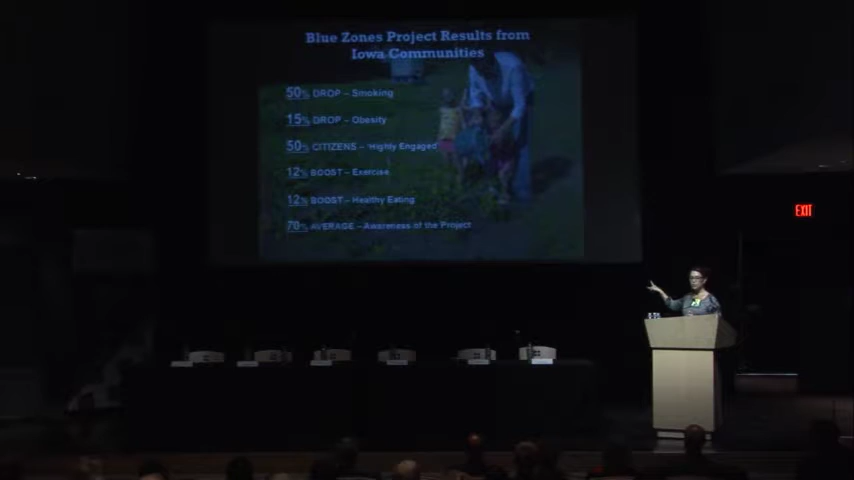 Blue Zones Project Results from
Iowa Communities
50% DROP – Smoking
15% DROP – Obesity
50% CITIZENS – 'Highly Engaged'
12% BOOST – Exercise
12% BOOST – Healthy Eating
70% AVERAGE – Awareness of the Project
EXIT